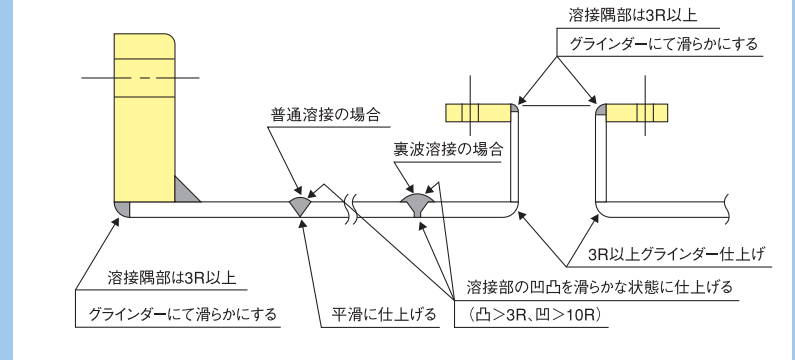 溶接隅部は3R以上
グラインダーにて滑らかにする
普通溶接の場合
裏波溶接の場合
3R以上グラインダー仕上げ
溶接隅部は3R以上
グラインダーにて滑らかにする
平滑に仕上げる
溶接部の凹凸を滑らかな状態に仕上げる
（凸＞3R、凹＞10R）